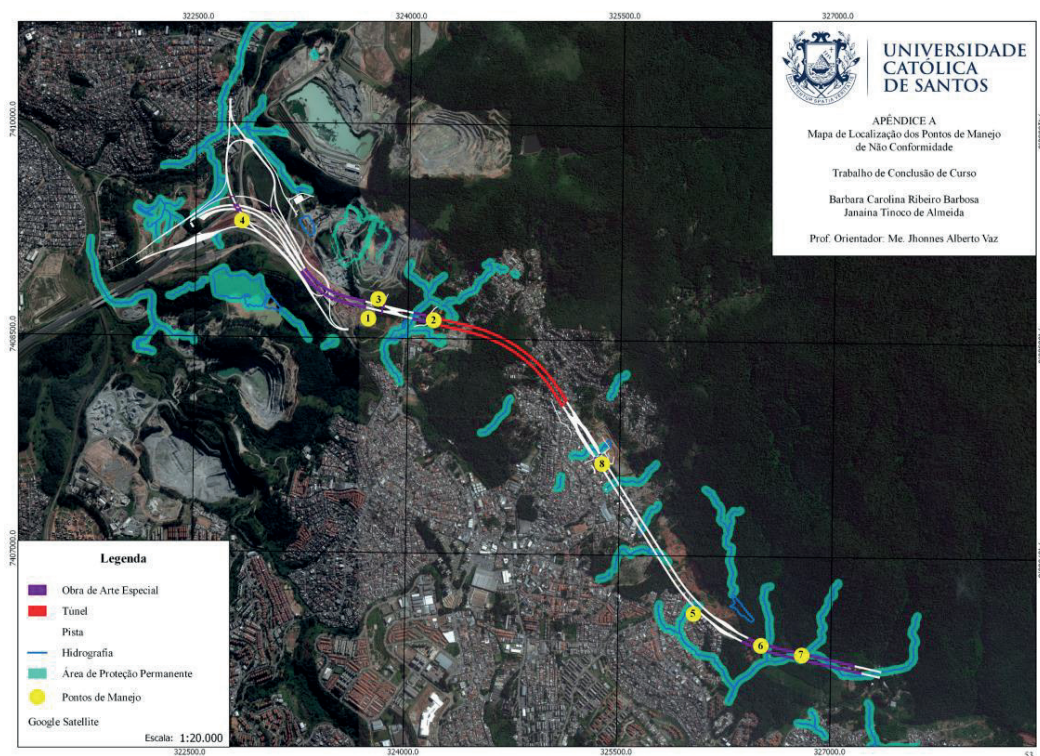 322500.0
324000.0
325500.0
327000.0
UNIVERSIDADE
CATÓLICA
DE SANTOS
APÊNDICE A
Mapa de Localização dos Pontos de Manejo
de Não Conformidade
Trabalho de Conclusão de Curso
Barbara Carolina Ribeiro Barbosa
Janaina Tinoco de Almeida
Prof. Orientador: Me. Jhonnes Alberto Vaz
7410000.0
7408500.0
7407000.0
4
3
1
2
8
5
6
7
Legenda
Obra de Arte Especial
Túnel
Pista
Hidrografia
Área de Proteção Permanente
Pontos de Manejo
Google Satellite
Escala: 1:20.000
322500.0
324000.0
325500.0
327000.0
53